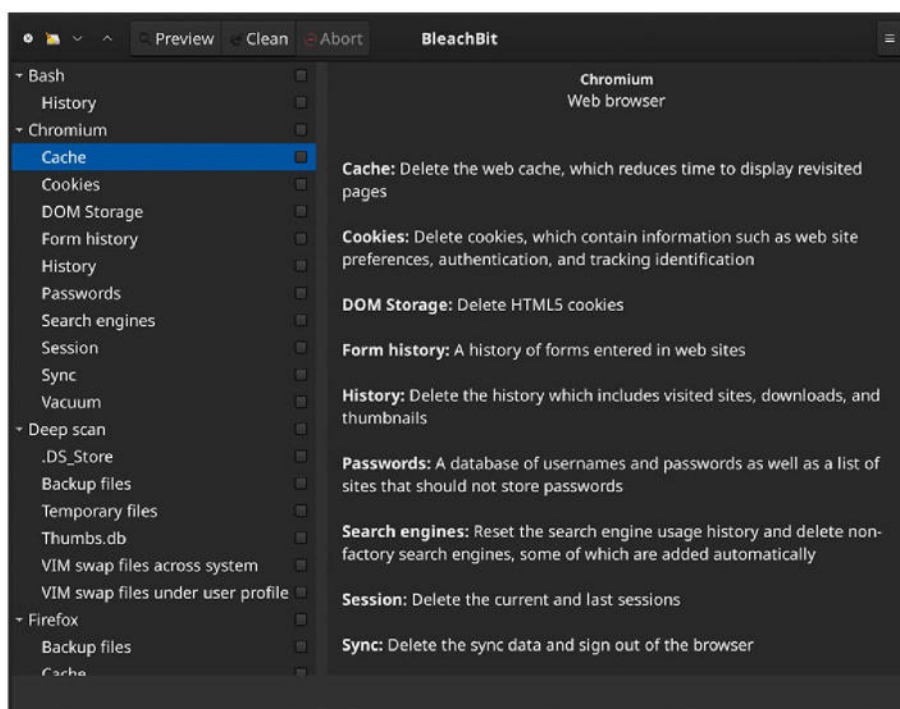 Preview
Clean
Abort
BleachBit
Bash
History
Chromium
Cache
Cookies
DOM Storage
Form history
History
Passwords
Search engines
Session
Sync
Vacuum
Deep scan
.DS_Store
Backup files
Temporary files
Thumbs.db
VIM swap files across system
VIM swap files under user profile
Firefox
Backup files
Cache
Chromium
Web browser
Cache: Delete the web cache, which reduces time to display revisited
pages
Cookies: Delete cookies, which contain information such as web site
preferences, authentication, and tracking identification
DOM Storage: Delete HTML5 cookies
Form history: A history of forms entered in web sites
History: Delete the history which includes visited sites, downloads, and
thumbnails
Passwords: A database of usernames and passwords as well as a list of
sites that should not store passwords
Search engines: Reset the search engine usage history and delete non-
factory search engines, some of which are added automatically
Session: Delete the current and last sessions
Sync: Delete the sync data and sign out of the browser